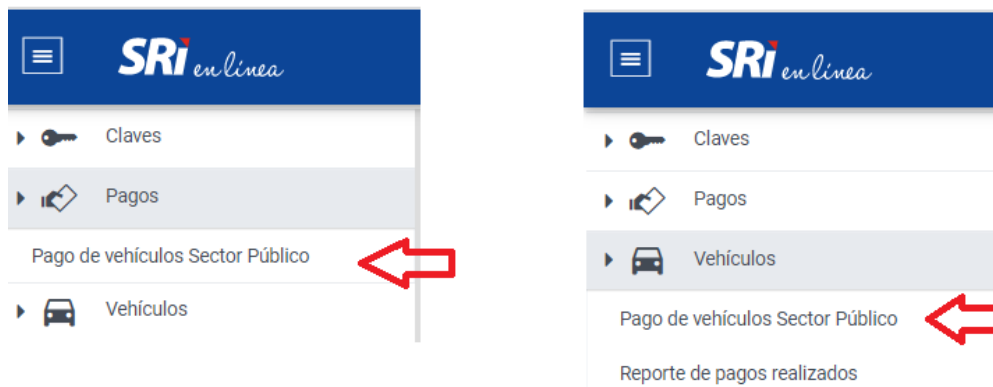 SRi en línea
Claves
Pagos
Pago de vehículos Sector Público
Vehículos
SRi en línea
Claves
Pagos
Vehículos
Pago de vehículos Sector Público
Reporte de pagos realizados